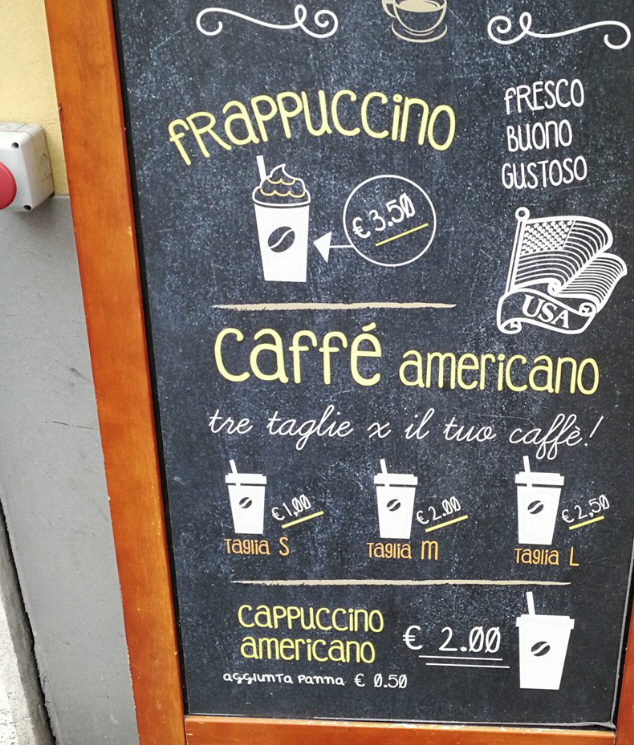 fRAPPUCCiNO
€ 3.50
fRESCO
BUONO
GUSTOSO
USA
caffé americano
tre taglie x il tuo caffè!
€ 1,00
€ 2.00
€ 2,50
Taglia S
Taglia M
Taglia L
cappuccino
americano
€ 2.00
aggiunta panna € 0.50